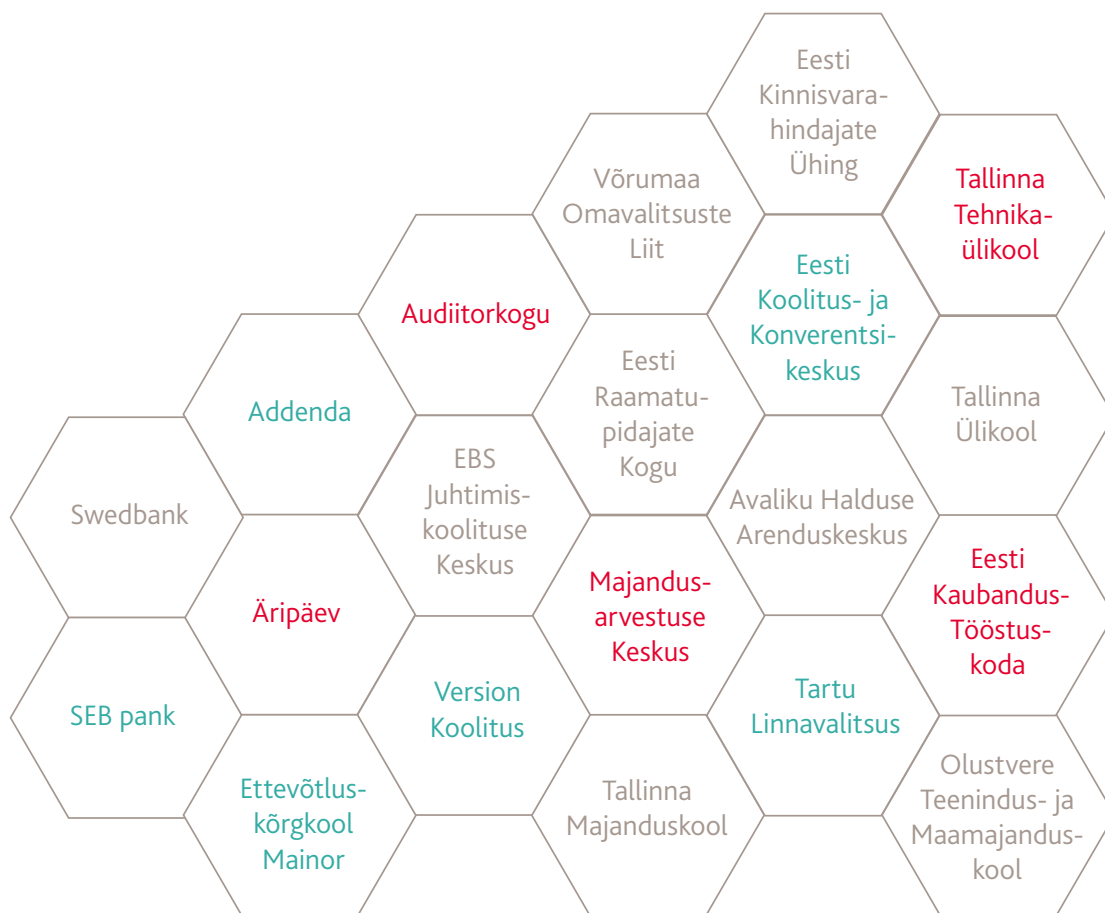 Eesti
Kinnisvara-
hindajate
Ühing
Võrumaa
Omavalitsuste
Liit
Tallinna
Tehnika-
ülikool
Audiitorkogu
Eesti
Koolitus- ja
Konverentsi-
keskus
Addenda
Eesti
Raamatu-
pidajate
Kogu
Tallinna
Ülikool
Swedbank
EBS
Juhtimis-
koolituse
Keskus
Avaliku Halduse
Arenduskeskus
Äripäev
Majandus-
arvestuse
Keskus
Eesti
Kaubandus-
Tööstus-
koda
SEB pank
Version
Koolitus
Tartu
Linnavalitsus
Ettevõtlus-
kõrgkool
Mainor
Tallinna
Majanduskool
Olustvere
Teenindus- ja
Maamajandus-
kool